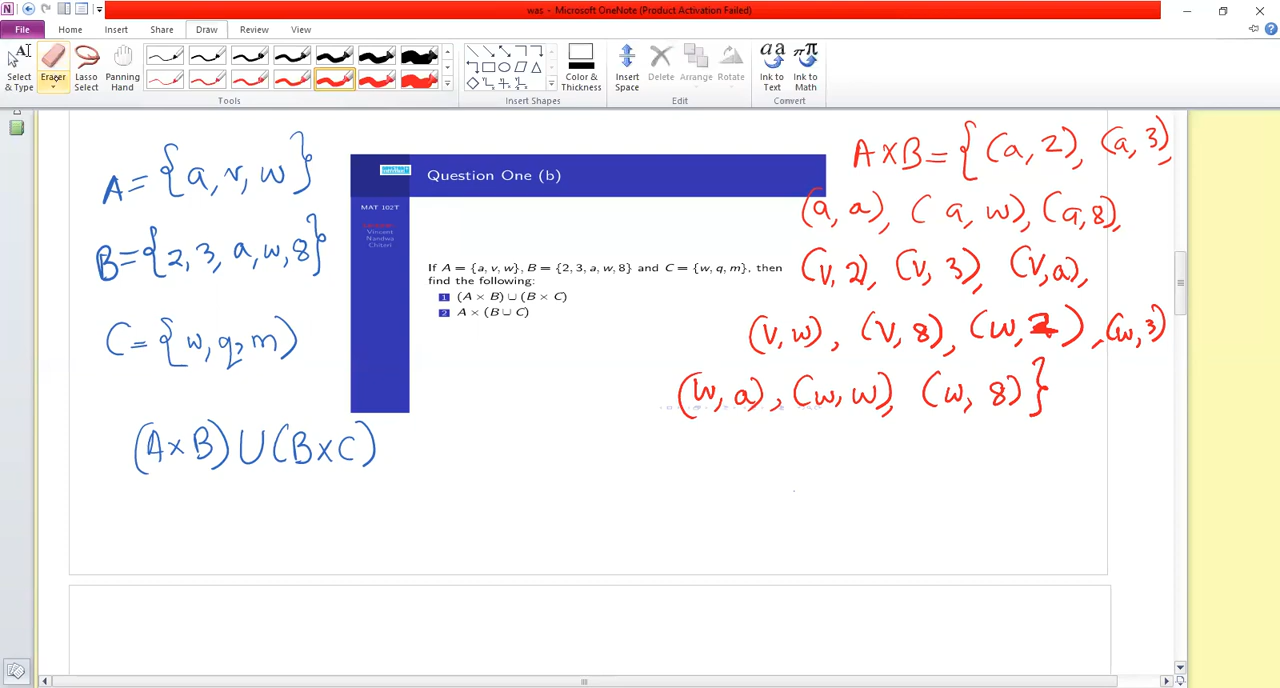 was - Microsoft OneNote (Product Activation Failed)
File Home Insert Share Draw Review View
Select & Type Eraser Lasso Select Panning Hand Color & Thickness Insert Space Delete Arrange Rotate Ink to Text Ink to Math
Tools Insert Shapes Edit Convert
A = {a, v, w}
B = {2, 3, a, w, 8}
C = {w, q, m)
(A×B) ∪ (B×C)
Question One (b)
MAT 102T
Vincent
Nandwa
Chitari
If A = {a, v, w}, B = {2, 3, a, w, 8} and C = {w, q, m}, then
find the following:
1 (A × B) ∪ (B × C)
2 A × (B ∪ C)
A×B = { (a, 2), (a, 3),
(a, a), (a, w), (a, 8),
(v, 2), (v, 3), (v, a),
(v, w), (v, 8), (w, 2), (w, 3)
(w, a), (w, w), (w, 8)}